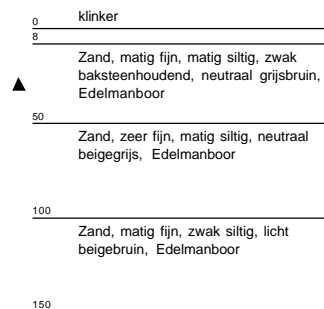 0 klinker
8
Zand, matig fijn, matig siltig, zwak
baksteenhoudend, neutraal grijsbruin,
Edelmanboor
50
Zand, zeer fijn, matig siltig, neutraal
beigegrijs, Edelmanboor
100
Zand, matig fijn, zwak siltig, licht
beigebruin, Edelmanboor
150